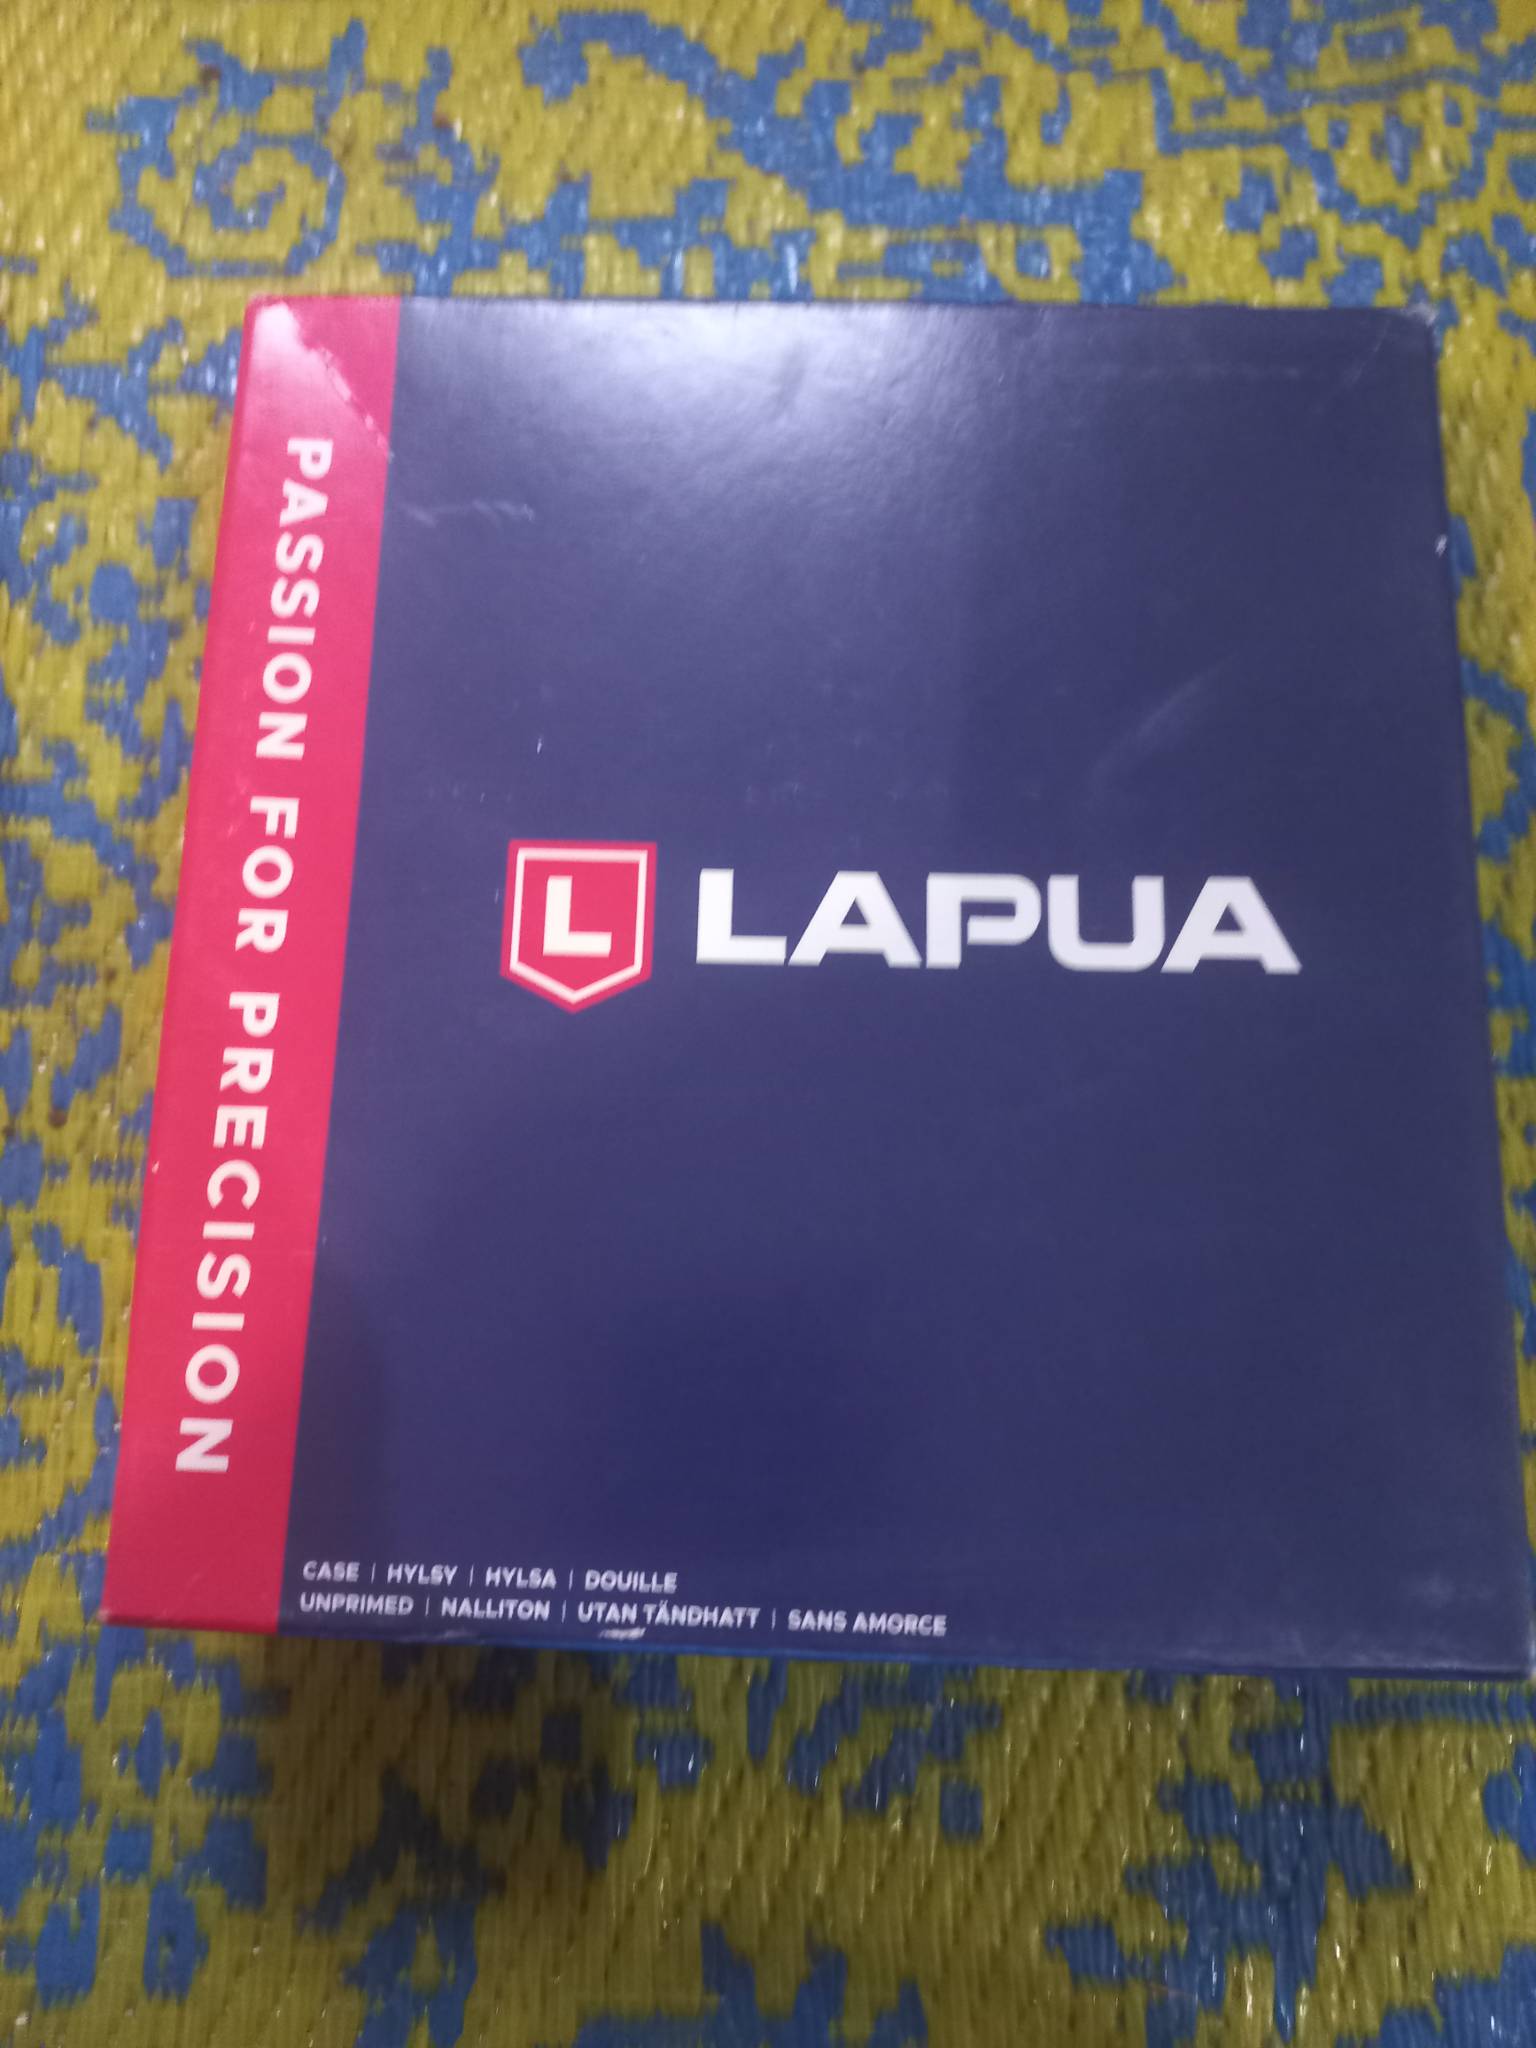 PASSION FOR PRECISION
L LAPUA
CASE | HYLSY | HYLSA | DOUILLE
UNPRIMED | NALLITON | UTAN TÄNDHATT | SANS AMORCE